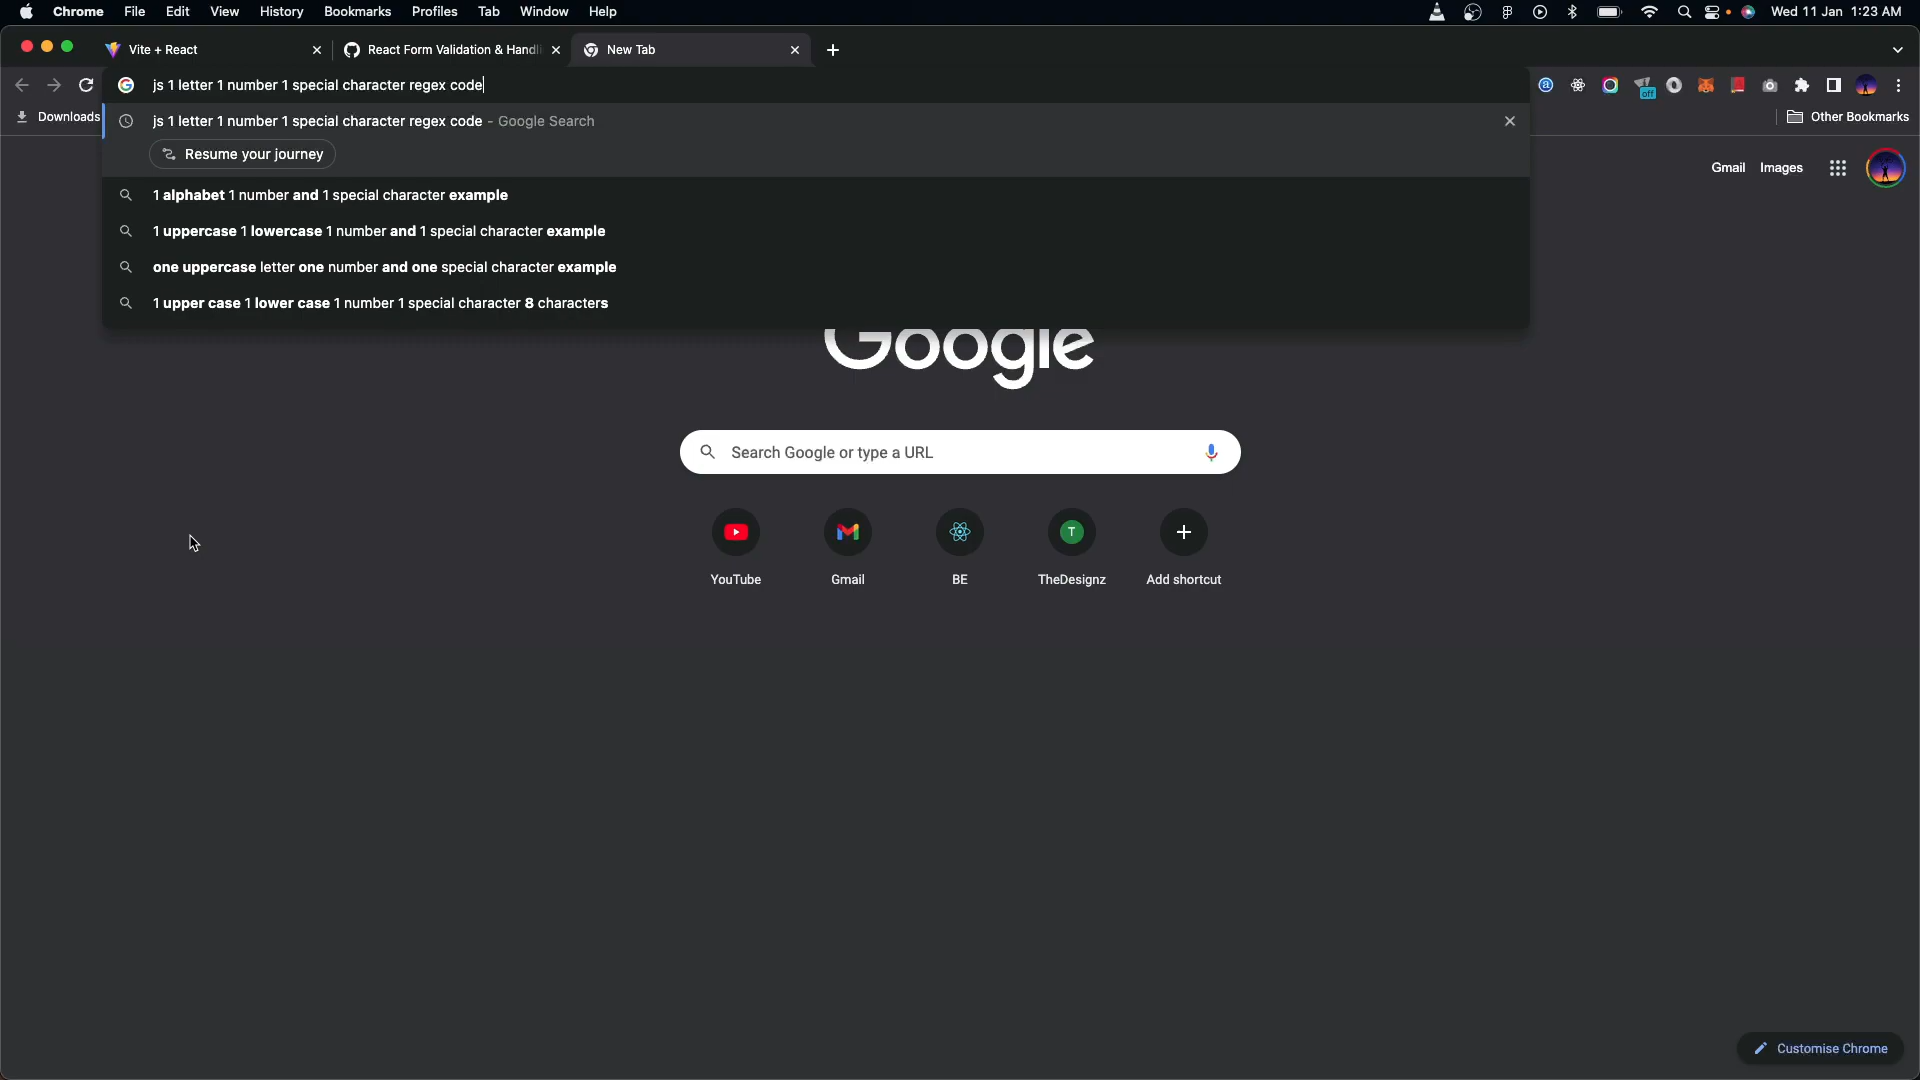 Chrome File Edit View History Bookmarks Profiles Tab Window Help Wed 11 Jan 1:23 AM
Vite + React React Form Validation & Handli New Tab
js 1 letter 1 number 1 special character regex code
off
Downloads
js 1 letter 1 number 1 special character regex code - Google Search
Other Bookmarks
Resume your journey
Gmail Images
1 alphabet 1 number and 1 special character example
1 uppercase 1 lowercase 1 number and 1 special character example
one uppercase letter one number and one special character example
1 upper case 1 lower case 1 number 1 special character 8 characters
Google
Search Google or type a URL
T
YouTube Gmail BE TheDesignz Add shortcut
Customise Chrome